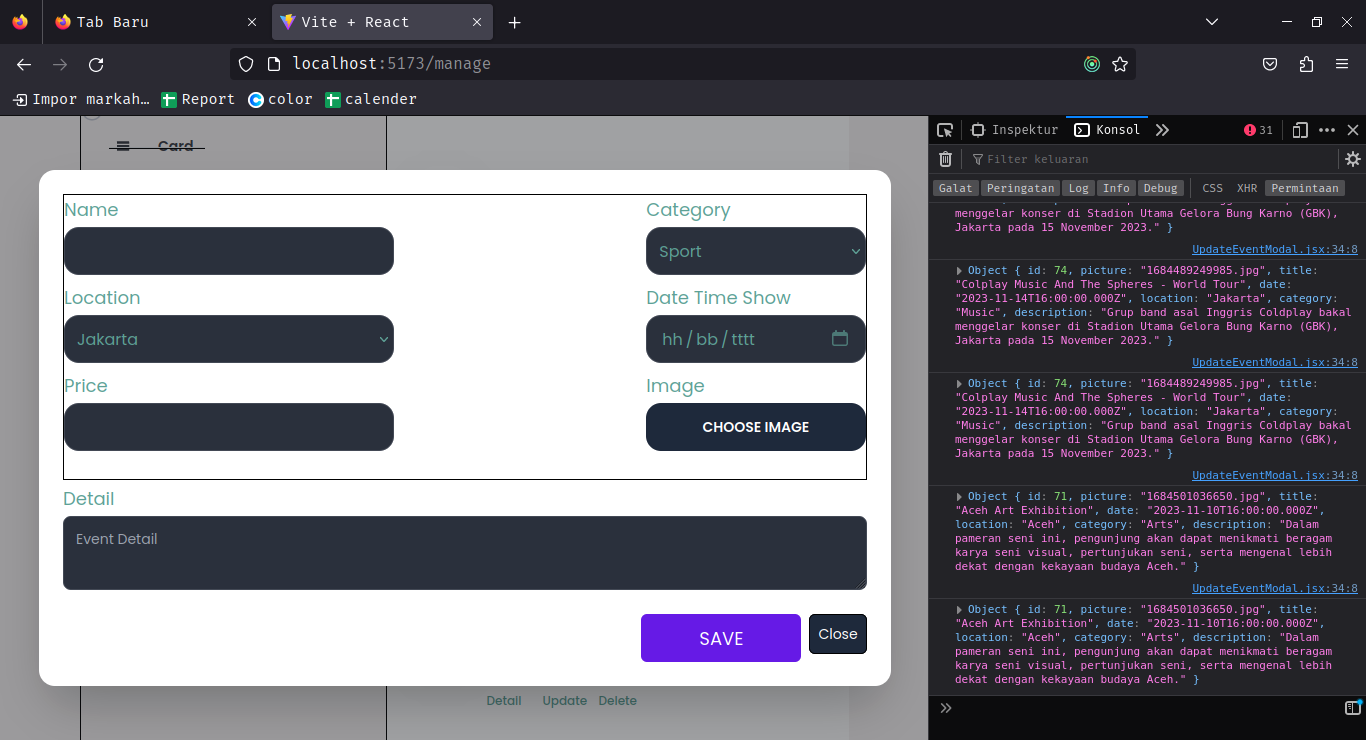 Tab Baru
Vite + React
localhost:5173/manage
Impor markah… Report color calender
Card
Name
Category
Sport
Location
Date Time Show
Jakarta
hh / bb / tttt
Price
Image
CHOOSE IMAGE
Detail
Event Detail
SAVE
Close
Detail Update Delete
Inspektur
Konsol
31
Filter keluaran
Galat Peringatan Log Info Debug CSS XHR Permintaan
menggelar konser di Stadion Utama Gelora Bung Karno (GBK),
Jakarta pada 15 November 2023." }
UpdateEventModal.jsx:34:8
Object { id: 74, picture: "1684489249985.jpg", title:
"Colplay Music And The Spheres - World Tour", date:
"2023-11-14T16:00:00.000Z", location: "Jakarta", category:
"Music", description: "Grup band asal Inggris Coldplay bakal
menggelar konser di Stadion Utama Gelora Bung Karno (GBK),
Jakarta pada 15 November 2023." }
UpdateEventModal.jsx:34:8
Object { id: 74, picture: "1684489249985.jpg", title:
"Colplay Music And The Spheres - World Tour", date:
"2023-11-14T16:00:00.000Z", location: "Jakarta", category:
"Music", description: "Grup band asal Inggris Coldplay bakal
menggelar konser di Stadion Utama Gelora Bung Karno (GBK),
Jakarta pada 15 November 2023." }
UpdateEventModal.jsx:34:8
Object { id: 71, picture: "1684501036650.jpg", title:
"Aceh Art Exhibition", date: "2023-11-10T16:00:00.000Z",
location: "Aceh", category: "Arts", description: "Dalam
pameran seni ini, pengunjung akan dapat menikmati beragam
karya seni visual, pertunjukan seni, serta mengenal lebih
dekat dengan kekayaan budaya Aceh." }
UpdateEventModal.jsx:34:8
Object { id: 71, picture: "1684501036650.jpg", title:
"Aceh Art Exhibition", date: "2023-11-10T16:00:00.000Z",
location: "Aceh", category: "Arts", description: "Dalam
pameran seni ini, pengunjung akan dapat menikmati beragam
karya seni visual, pertunjukan seni, serta mengenal lebih
dekat dengan kekayaan budaya Aceh." }